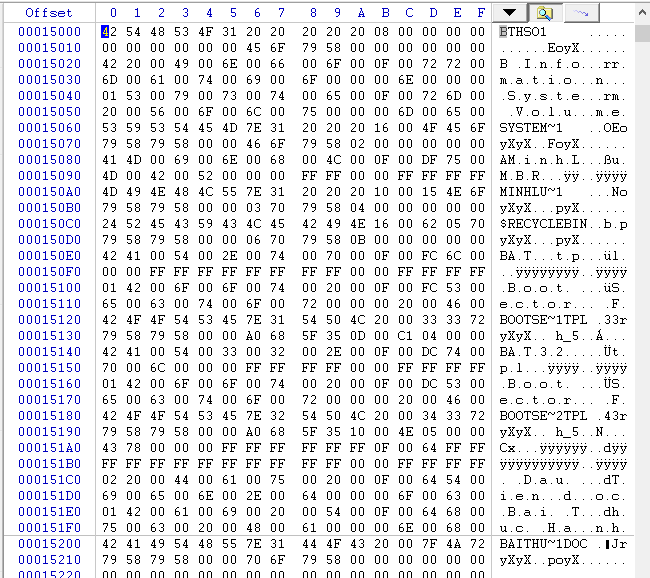 Offset 0 1 2 3 4 5 6 7 8 9 A B C D E F
00015000 42 54 48 53 4F 31 20 20 20 20 20 08 00 00 00 00 BTHSO1 .....
00015010 00 00 00 00 00 00 45 6F 79 58 00 00 00 00 00 00 ......EoyX......
00015020 42 20 00 49 00 6E 00 66 00 6F 00 0F 00 72 72 00 B .I.n.f.o...rr.
00015030 6D 00 61 00 74 00 69 00 6F 00 00 00 6E 00 00 00 m.a.t.i.o...n...
00015040 01 53 00 79 00 73 00 74 00 65 00 0F 00 72 6D 00 .S.y.s.t.e...rm.
00015050 20 00 56 00 6F 00 6C 00 75 00 00 00 6D 00 65 00 .V.o.l.u...m.e.
00015060 53 59 53 54 45 4D 7E 31 20 20 20 16 00 4F 45 6F SYSTEM~1 ..OEo
00015070 79 58 79 58 00 00 46 6F 79 58 02 00 00 00 00 00 yXyX..FoyX......
00015080 41 4D 00 69 00 6E 00 68 00 4C 00 0F 00 DF 75 00 AM.i.n.h.L...ßu.
00015090 4D 00 42 00 52 00 00 00 FF FF 00 00 FF FF FF FF M.B.R...ÿÿ..ÿÿÿÿ
000150A0 4D 49 4E 48 4C 55 7E 31 20 20 20 10 00 15 4E 6F MINHLU~1 ...No
000150B0 79 58 79 58 00 00 03 70 79 58 04 00 00 00 00 00 yXyX...pyX......
000150C0 24 52 45 43 59 43 4C 45 42 49 4E 16 00 62 05 70 $RECYCLEBIN..b.p
000150D0 79 58 79 58 00 00 06 70 79 58 0B 00 00 00 00 00 yXyX...pyX......
000150E0 42 41 00 54 00 2E 00 74 00 70 00 0F 00 FC 6C 00 BA.T...t.p...ül.
000150F0 00 00 FF FF FF FF FF FF FF FF 00 00 FF FF FF FF ..ÿÿÿÿÿÿÿÿ..ÿÿÿÿ
00015100 01 42 00 6F 00 6F 00 74 00 20 00 0F 00 FC 53 00 .B.o.o.t. ...üS.
00015110 65 00 63 00 74 00 6F 00 72 00 00 00 20 00 46 00 e.c.t.o.r... .F.
00015120 42 4F 4F 54 53 45 7E 31 54 50 4C 20 00 33 33 72 BOOTSE~1TPL .33r
00015130 79 58 79 58 00 00 A0 68 5F 35 0D 00 C1 04 00 00 yXyX.. h_5..Á...
00015140 42 41 00 54 00 33 00 32 00 2E 00 0F 00 DC 74 00 BA.T.3.2.....Üt.
00015150 70 00 6C 00 00 00 FF FF FF FF 00 00 FF FF FF FF p.l...ÿÿÿÿ..ÿÿÿÿ
00015160 01 42 00 6F 00 6F 00 74 00 20 00 0F 00 DC 53 00 .B.o.o.t. ...ÜS.
00015170 65 00 63 00 74 00 6F 00 72 00 00 00 20 00 46 00 e.c.t.o.r... .F.
00015180 42 4F 4F 54 53 45 7E 32 54 50 4C 20 00 34 33 72 BOOTSE~2TPL .43r
00015190 79 58 79 58 00 00 A0 68 5F 35 10 00 4E 05 00 00 yXyX.. h_5..N...
000151A0 43 78 00 00 00 FF FF FF FF FF FF 0F 00 64 FF FF Cx...ÿÿÿÿÿÿ..dÿÿ
000151B0 FF FF FF FF FF FF FF FF FF FF 00 00 FF FF FF FF ÿÿÿÿÿÿÿÿÿÿ..ÿÿÿÿ
000151C0 02 20 00 44 00 61 00 75 00 20 00 0F 00 64 54 00 . .D.a.u. ...dT.
000151D0 69 00 65 00 6E 00 2E 00 64 00 00 00 6F 00 63 00 i.e.n...d...o.c.
000151E0 01 42 00 61 00 69 00 20 00 54 00 0F 00 64 68 00 .B.a.i. .T...dh.
000151F0 75 00 63 00 20 00 48 00 61 00 00 00 6E 00 68 00 u.c. .H.a...n.h.
00015200 42 41 49 54 48 55 7E 31 44 4F 43 20 00 7F 4A 72 BAITHU~1DOC .Jr
00015210 79 58 79 58 00 00 70 6F 79 58 00 00 00 00 00 00 yXyX..poyX......
00015220 00 00 00 00 00 00 00 00 00 00 00 00 00 00 00 00